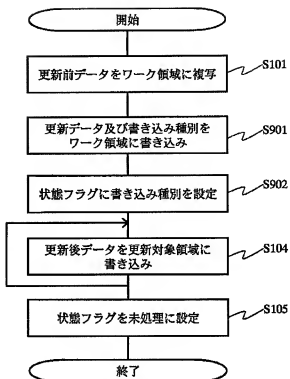 開始
更新前データをワーク領域に複写
S101
更新データ及び書き込み種別を
ワーク領域に書き込み
S901
状態フラグに書き込み種別を設定
S902
更新後データを更新対象領域に
書き込み
S104
状態フラグを未処理に設定
S105
終了